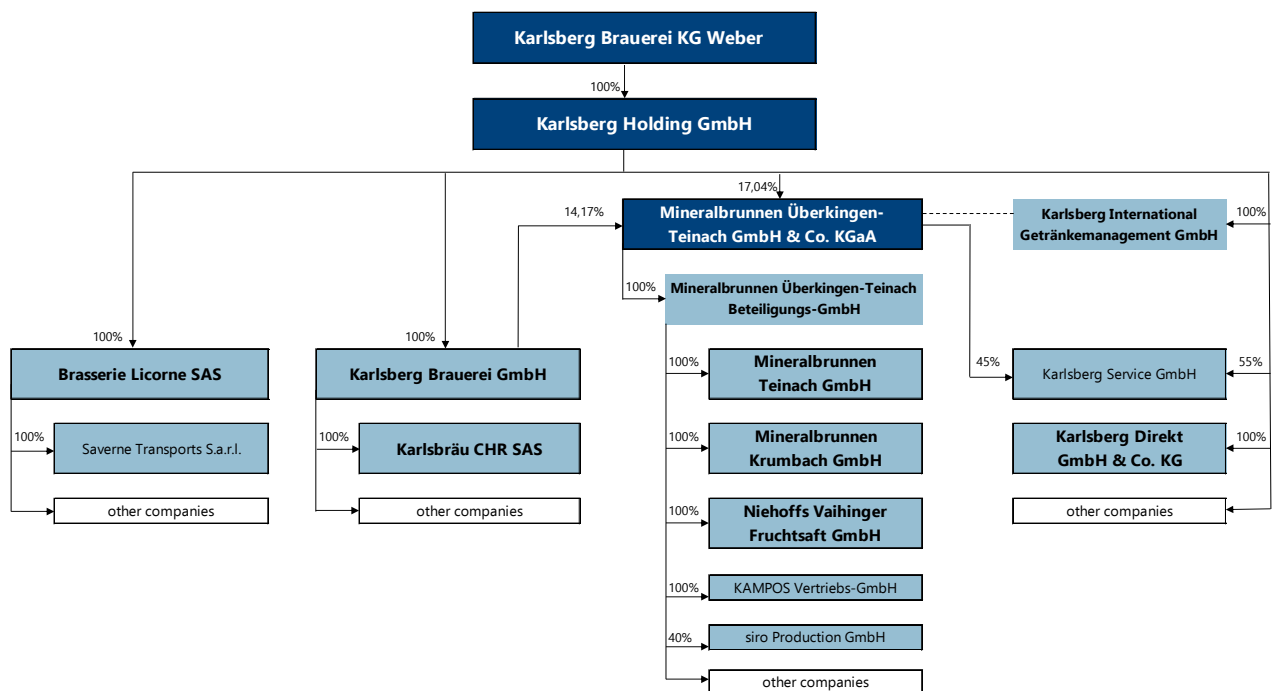 Karlsberg Brauerei KG Weber
100%
Karlsberg Holding GmbH
17,04%
14,17%
Mineralbrunnen Überkingen-
Teinach GmbH & Co. KGaA
Karlsberg International
Getränkemanagement GmbH
100%
100%
Mineralbrunnen Überkingen-Teinach
Beteiligungs-GmbH
100%
100%
Brasserie Licorne SAS
Karlsberg Brauerei GmbH
100%
Mineralbrunnen
Teinach GmbH
45%
Karlsberg Service GmbH
55%
100%
Saverne Transports S.a.r.l.
100%
Karlsbräu CHR SAS
100%
Mineralbrunnen
Krumbach GmbH
Karlsberg Direkt
GmbH & Co. KG
100%
other companies
other companies
100%
Niehoffs Vaihinger
Fruchtsaft GmbH
other companies
100%
KAMPOS Vertriebs-GmbH
40%
siro Production GmbH
other companies